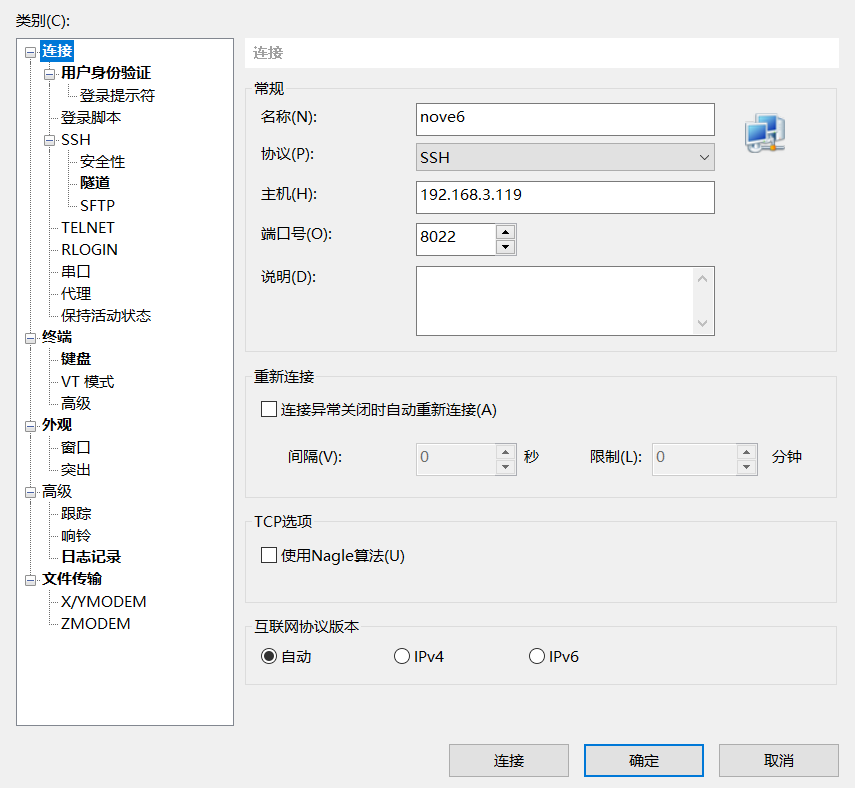 类别(C):
连接
用户身份验证
登录提示符
登录脚本
SSH
安全性
隧道
SFTP
TELNET
RLOGIN
串口
代理
保持活动状态
终端
键盘
VT 模式
高级
外观
窗口
突出
高级
跟踪
响铃
日志记录
文件传输
X/YMODEM
ZMODEM
连接
常规
名称(N): nove6
协议(P): SSH
主机(H): 192.168.3.119
端口号(O): 8022
说明(D):
重新连接
连接异常关闭时自动重新连接(A)
间隔(V): 0 秒 限制(L): 0 分钟
TCP选项
使用Nagle算法(U)
互联网协议版本
自动 IPv4 IPv6
连接 确定 取消